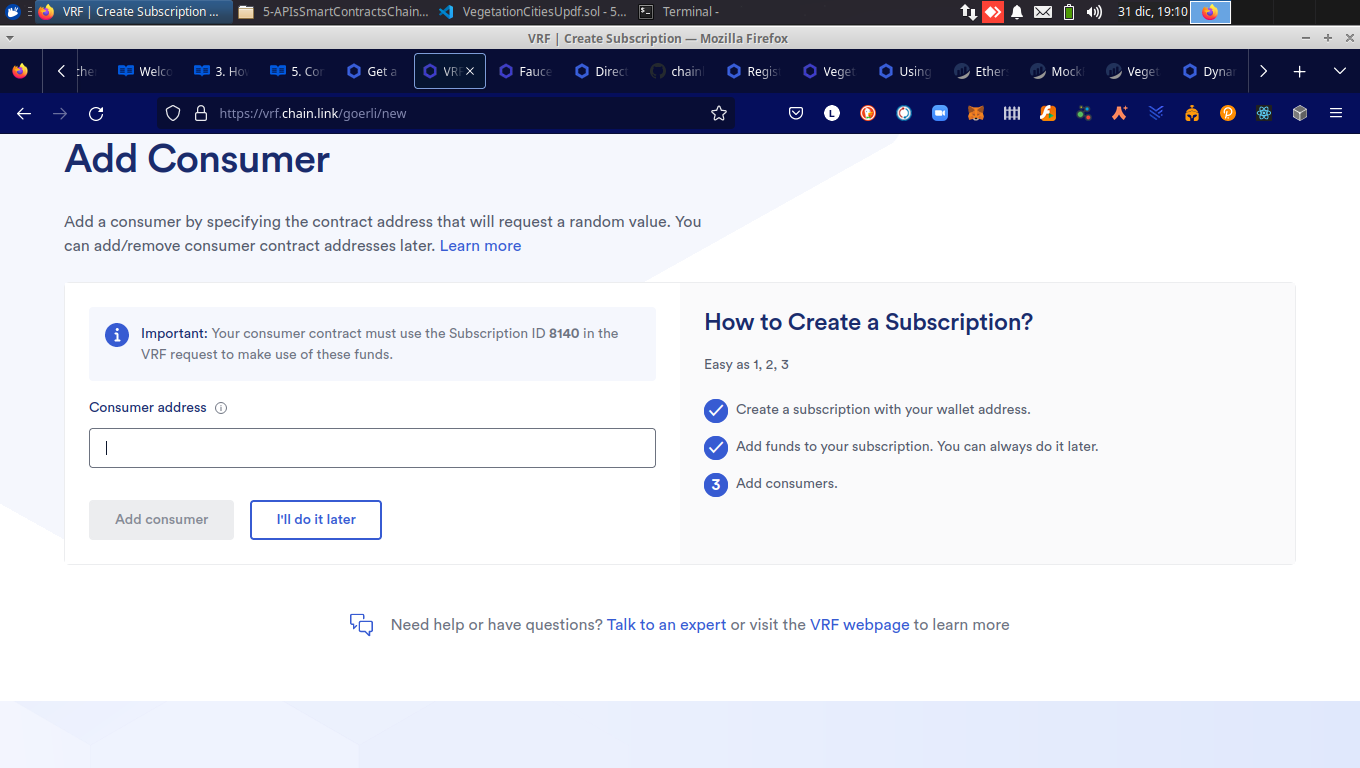 VRF | Create Subscription ...
5-APIsSmartContractsChain...
VegetationCitiesUpdf.sol - 5...
Terminal -
31 dic, 19:10
VRF | Create Subscription — Mozilla Firefox
Welco
3. How
5. Con
Get a
VRF
Fauce
Direct
chain
Regis
Veget
Using
Ether
Mock
Veget
Dynam
https://vrf.chain.link/goerli/new
Add Consumer
Add a consumer by specifying the contract address that will request a random value. You
can add/remove consumer contract addresses later. Learn more
Important: Your consumer contract must use the Subscription ID 8140 in the
VRF request to make use of these funds.
Consumer address
Add consumer
I'll do it later
How to Create a Subscription?
Easy as 1, 2, 3
Create a subscription with your wallet address.
Add funds to your subscription. You can always do it later.
3 Add consumers.
Need help or have questions? Talk to an expert or visit the VRF webpage to learn more